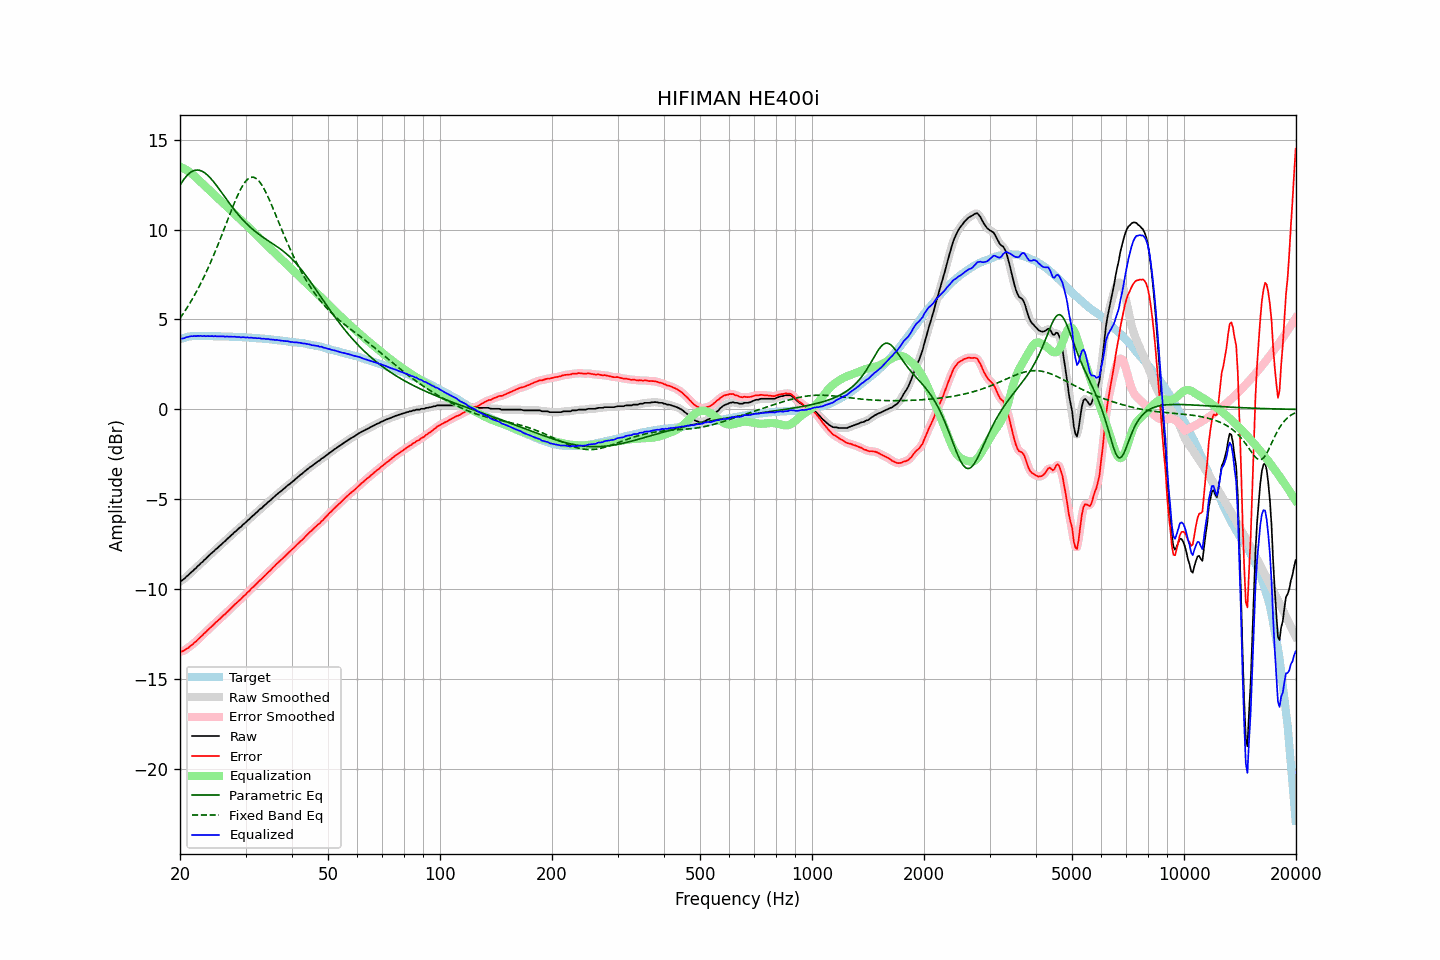 HIFIMAN HE400i
15
10
5
0
−5
−10
−15
−20
Amplitude (dBr)
Target
Raw Smoothed
Error Smoothed
Raw
Error
Equalization
Parametric Eq
Fixed Band Eq
Equalized
20 50 100 200 500 1000 2000 5000 10000 20000
Frequency (Hz)